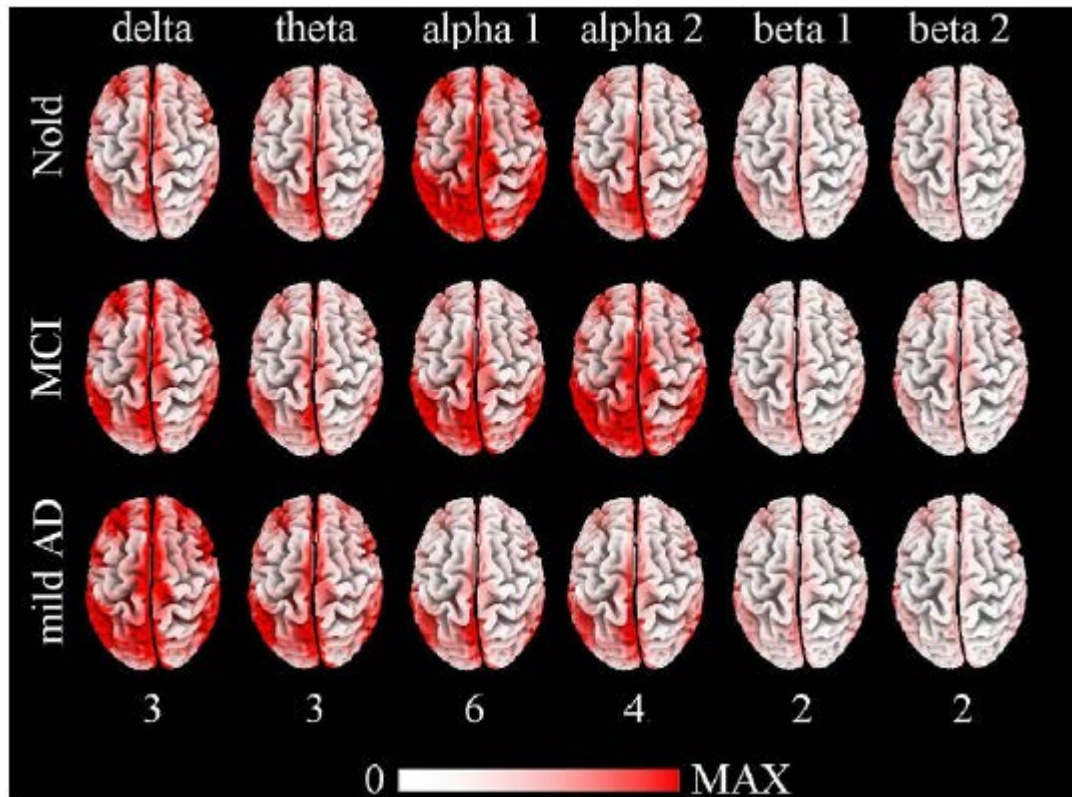 delta theta alpha 1 alpha 2 beta 1 beta 2
Nold
MCI
mild AD
3 3 6 4 2 2
0 MAX